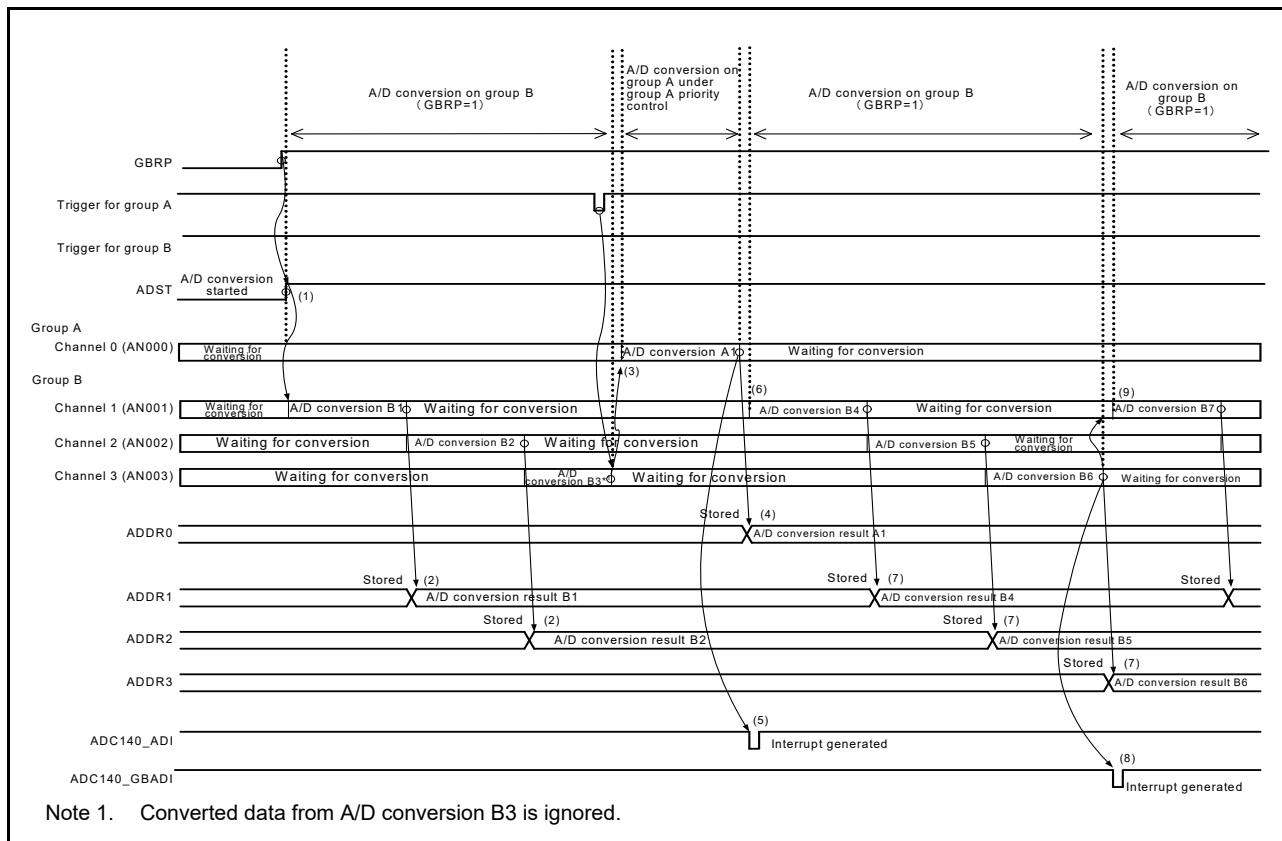 A/D conversion on group B
(GBRP=1)
A/D conversion on
group A under
group A priority
control
A/D conversion on group B
(GBRP=1)
A/D conversion on
group B
(GBRP=1)
GBRP
Trigger for group A
Trigger for group B
A/D conversion
started
ADST
(1)
Group A
Channel 0 (AN000)
Waiting for
conversion
A/D conversion A1
Waiting for conversion
(3)
Group B
(6)
(9)
Channel 1 (AN001)
Waiting for
conversion
A/D conversion B1
Waiting for conversion
A/D conversion B4
Waiting for conversion
A/D conversion B7
Channel 2 (AN002)
Waiting for conversion
A/D conversion B2
Waiting for conversion
A/D conversion B5
Waiting for
conversion
Channel 3 (AN003)
Waiting for conversion
A/D
conversion B3*
Waiting for conversion
A/D conversion B6
Waiting for conversion
Stored (4)
ADDR0
A/D conversion result A1
Stored (2)
Stored (7)
Stored
ADDR1
A/D conversion result B1
A/D conversion result B4
Stored (2)
Stored (7)
ADDR2
A/D conversion result B2
A/D conversion result B5
Stored (7)
ADDR3
A/D conversion result B6
(5)
ADC140_ADI
Interrupt generated
(8)
ADC140_GBADI
Interrupt generated
Note 1. Converted data from A/D conversion B3 is ignored.